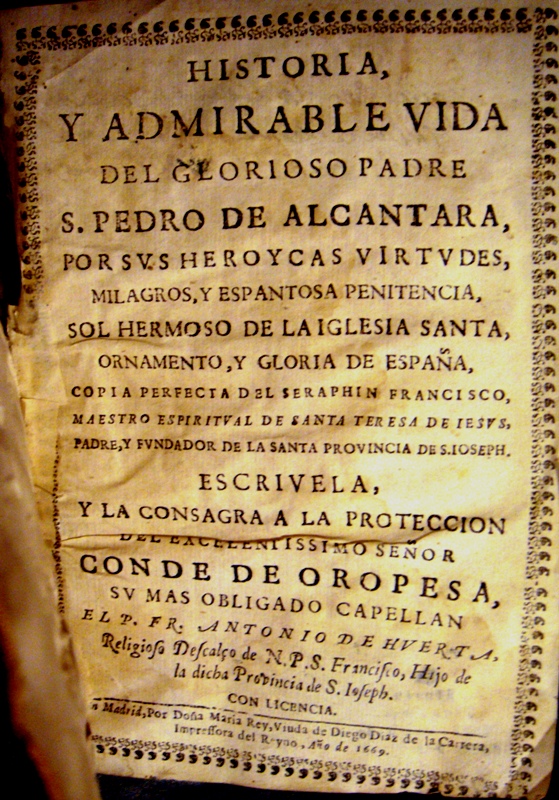 HISTORIA,
Y ADMIRABLE VIDA
DEL GLORIOSO PADRE
S. PEDRO DE ALCANTARA,
POR SVS HEROYCAS VIRTVDES,
MILAGROS, Y ESPANTOSA PENITENCIA,
SOL HERMOSO DE LA IGLESIA SANTA,
ORNAMENTO, Y GLORIA DE ESPAÑA,
COPIA PERFECTA DEL SERAPHIN FRANCISCO,
MAESTRO ESPIRITVAL DE SANTA TERESA DE IESVS,
PADRE, Y FVNDADOR DE LA SANTA PROVINCIA DE S. IOSEPH.
ESCRIVELA,
Y LA CONSAGRA A LA PROTECCION
DEL EXCELENTISSIMO SEÑOR
CONDE DE OROPESA,
SV MAS OBLIGADO CAPELLAN
EL P. FR. ANTONIO DE HVERTA,
Religioſo Deſcalço de N. P. S. Franciſco, Hijo de
la dicha Provincia de S. Ioſeph.
CON LICENCIA.
Madrid, Por Doña Maria Rey, Viuda de Diego Diaz de la Carrera,
Impreſſora del Reyno, Año de 1669.